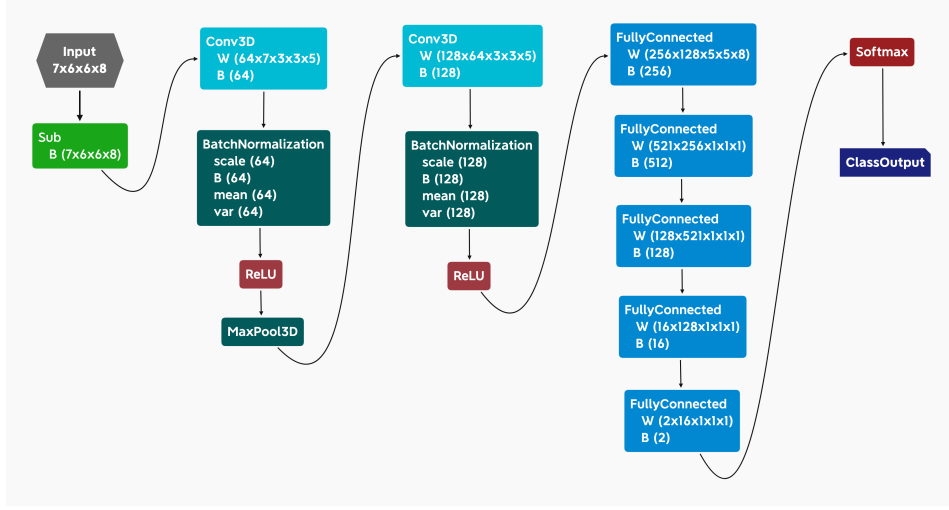 Input
7x6x6x8
Sub
B (7x6x6x8)
Conv3D
W (64x7x3x3x5)
B (64)
BatchNormalization
scale (64)
B (64)
mean (64)
var (64)
ReLU
MaxPool3D
Conv3D
W (128x64x3x3x5)
B (128)
BatchNormalization
scale (128)
B (128)
mean (128)
var (128)
ReLU
FullyConnected
W (256x128x5x5x8)
B (256)
FullyConnected
W (521x256x1x1x1)
B (512)
FullyConnected
W (128x521x1x1x1)
B (128)
FullyConnected
W (16x128x1x1x1)
B (16)
FullyConnected
W (2x16x1x1x1)
B (2)
Softmax
ClassOutput